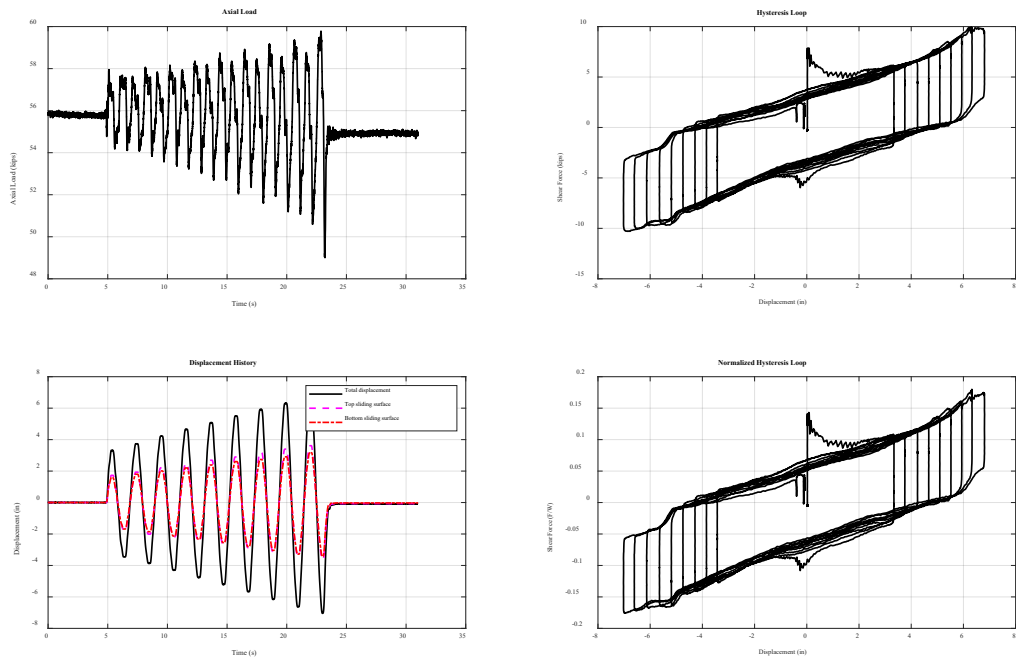 Axial Load
60
58
56
54
52
50
48
Axial Load (kips)
0 5 10 15 20 25 30 35
Time (s)
Hysteresis Loop
10
5
0
-5
-10
-15
Shear Force (kips)
-8 -6 -4 -2 0 2 4 6 8
Displacement (in)
Displacement History
8
6
4
2
0
-2
-4
-6
-8
Displacement (in)
Total displacement
Top sliding surface
Bottom sliding surface
0 5 10 15 20 25 30 35
Time (s)
Normalized Hysteresis Loop
0.2
0.15
0.1
0.05
0
-0.05
-0.1
-0.15
-0.2
Shear Force (F/W)
-8 -6 -4 -2 0 2 4 6 8
Displacement (in)